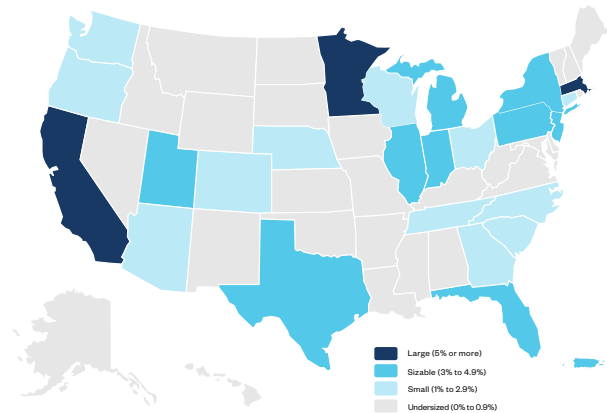 Large (5% or more)
Sizable (3% to 4.9%)
Small (1% to 2.9%)
Undersized (0% to 0.9%)